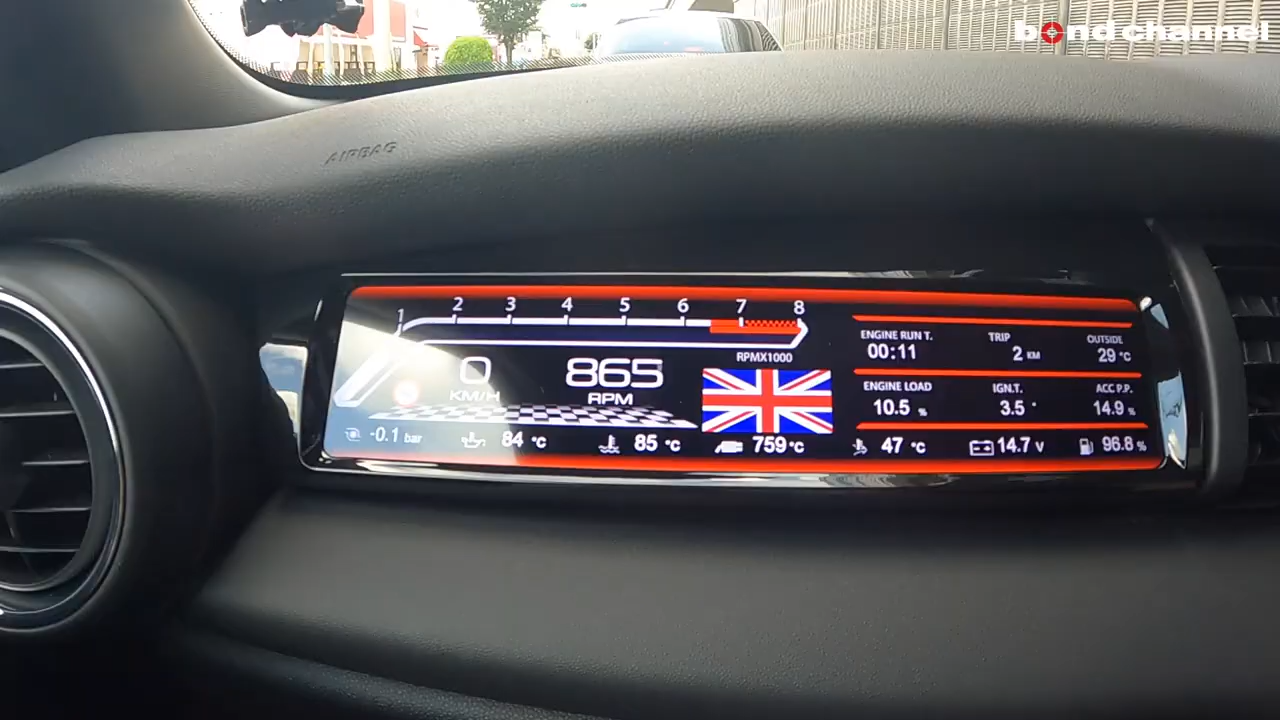 bond channel
AIRBAG
1 2 3 4 5 6 7 8
RPMX1000
0
KM/H
865
RPM
-0.1 bar 84 °C 85 °C 759 °C 47 °C 14.7 V 96.8 %
ENGINE RUN T. TRIP OUTSIDE
00:11 2 KM 29 °C
ENGINE LOAD IGN.T. ACC P.P.
10.5 % 3.5 ° 14.9 %